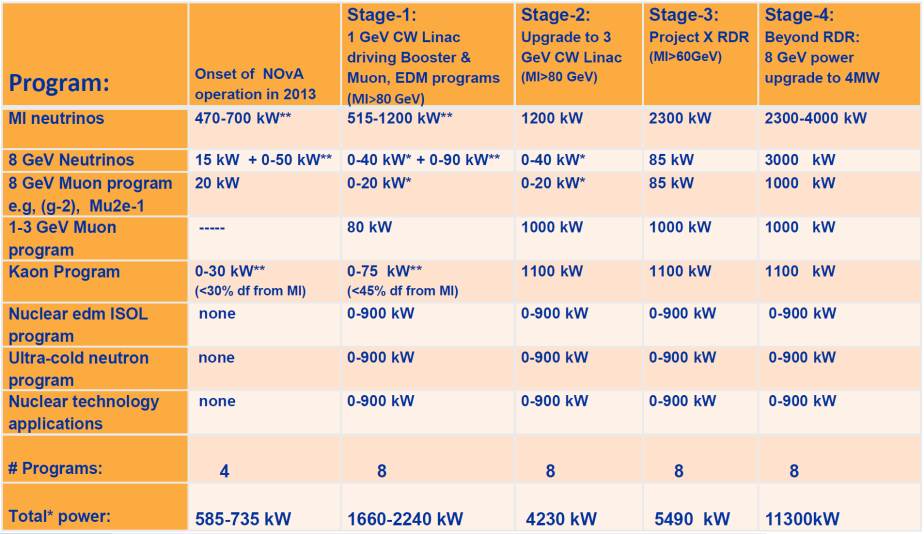 Program:
Onset of NOvA
operation in 2013
Stage-1:
1 GeV CW Linac
driving Booster &
Muon, EDM programs
(MI>80 GeV)
Stage-2:
Upgrade to 3
GeV CW Linac
(MI>80 GeV)
Stage-3:
Project X RDR
(MI>60GeV)
Stage-4:
Beyond RDR:
8 GeV power
upgrade to 4MW
MI neutrinos
470-700 kW**
515-1200 kW**
1200 kW
2300 kW
2300-4000 kW
8 GeV Neutrinos
15 kW + 0-50 kW**
0-40 kW* + 0-90 kW**
0-40 kW*
85 kW
3000 kW
8 GeV Muon program
e.g, (g-2), Mu2e-1
20 kW
0-20 kW*
0-20 kW*
85 kW
1000 kW
1-3 GeV Muon
program
-----
80 kW
1000 kW
1000 kW
1000 kW
Kaon Program
0-30 kW**
(<30% df from MI)
0-75 kW**
(<45% df from MI)
1100 kW
1100 kW
1100 kW
Nuclear edm ISOL
program
none
0-900 kW
0-900 kW
0-900 kW
0-900 kW
Ultra-cold neutron
program
none
0-900 kW
0-900 kW
0-900 kW
0-900 kW
Nuclear technology
applications
none
0-900 kW
0-900 kW
0-900 kW
0-900 kW
# Programs:
4
8
8
8
8
Total* power:
585-735 kW
1660-2240 kW
4230 kW
5490 kW
11300kW